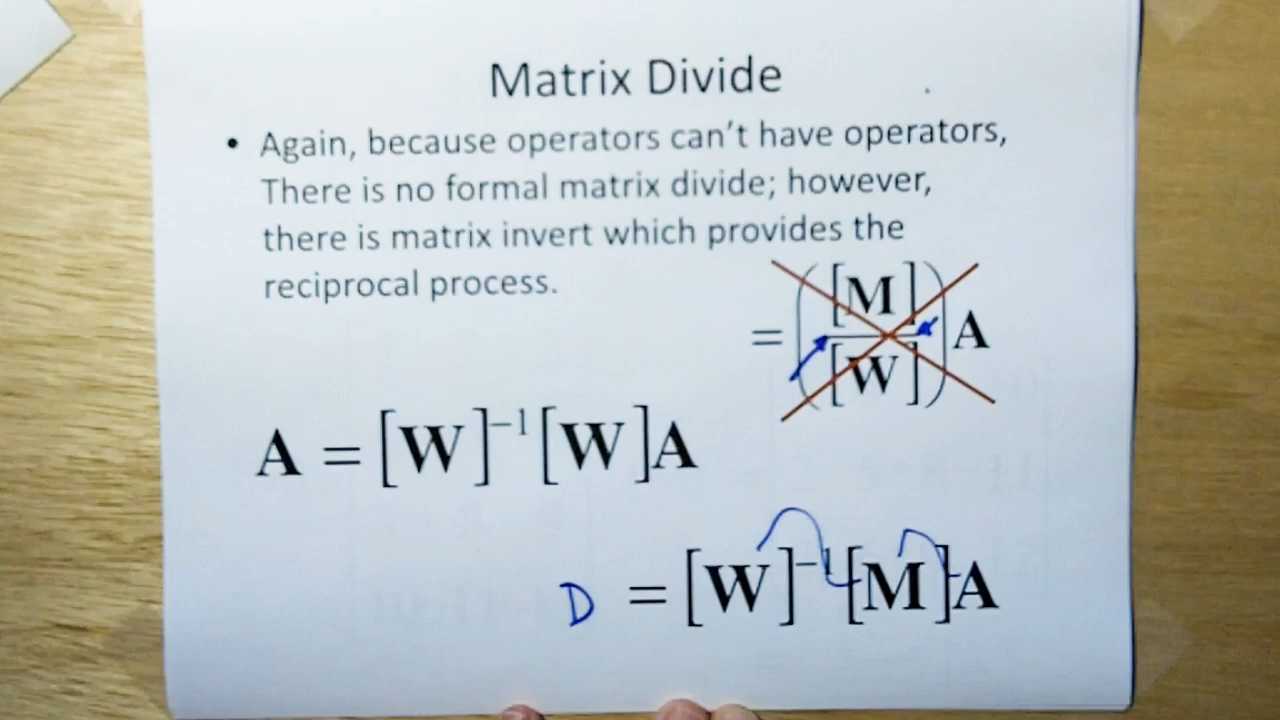 Matrix Divide
• Again, because operators can't have operators,
There is no formal matrix divide; however,
there is matrix invert which provides the
reciprocal process.
= ([M] / [W]) A
A = [W]⁻¹ [W]A
D = [W]⁻¹ [M]A